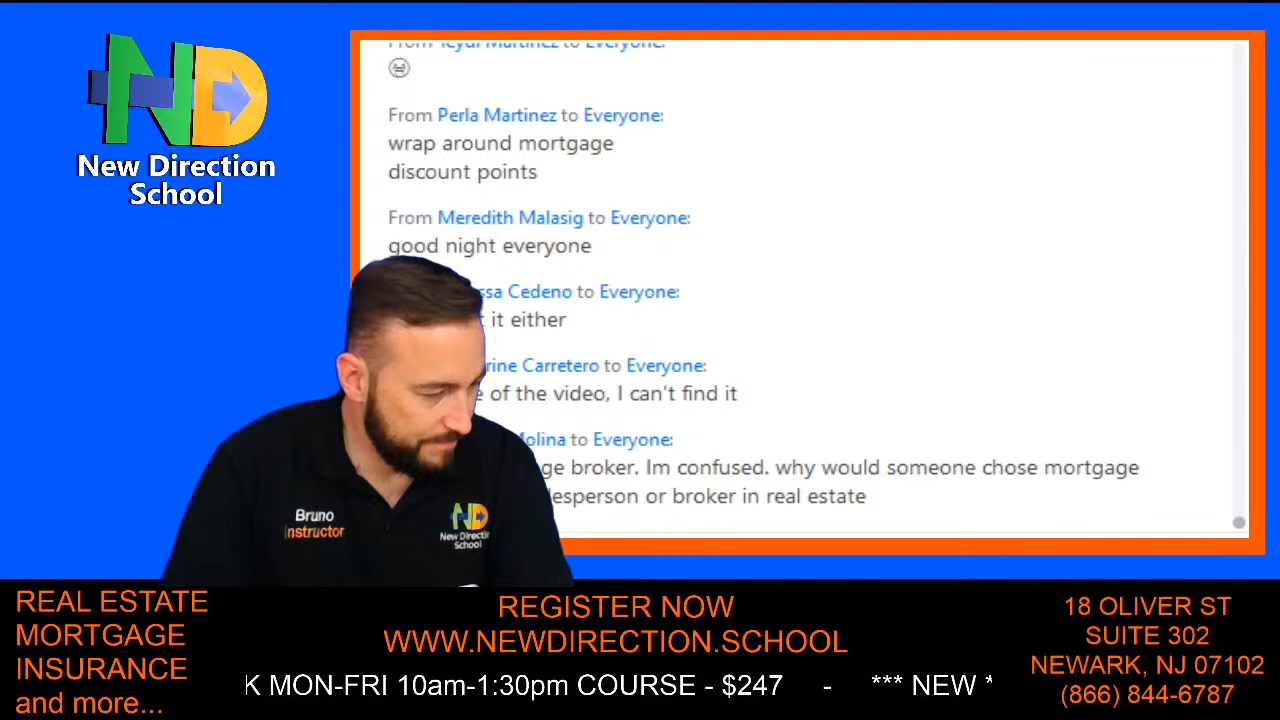 ND
New Direction
School
😄
From Perla Martinez to Everyone:
wrap around mortgage
discount points
From Meredith Malasig to Everyone:
good night everyone
Cedeno to Everyone:
it either
Carretero to Everyone:
of the video, I can't find it
Molina to Everyone:
broker. Im confused. why would someone chose mortgage
or broker in real estate
Bruno
Instructor
ND
New
School
REAL ESTATE
MORTGAGE
INSURANCE
and more...
REGISTER NOW
WWW.NEWDIRECTION.SCHOOL
K MON-FRI 10am-1:30pm COURSE - $247 - *** NEW *
18 OLIVER ST
SUITE 302
NEWARK, NJ 07102
(866) 844-6787